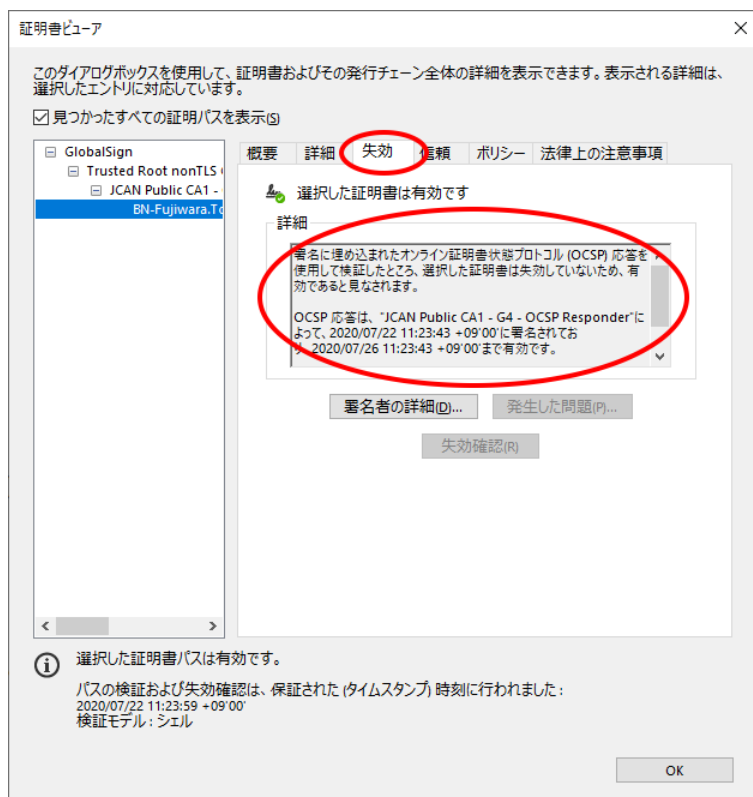 証明書ビューア
このダイアログボックスを使用して、証明書およびその発行チェーン全体の詳細を表示できます。表示される詳細は、
選択したエントリに対応しています。
見つかったすべての証明パスを表示(S)
GlobalSign
Trusted Root nonTLS
JCAN Public CA1 -
BN-Fujiwara.To
概要 詳細 失効 信頼 ポリシー 法律上の注意事項
選択した証明書は有効です
詳細
署名に埋め込まれたオンライン証明書状態プロトコル (OCSP) 応答を
使用して検証したところ、選択した証明書は失効していないため、有
効であると見なされます。
OCSP 応答は、"JCAN Public CA1 - G4 - OCSP Responder"に
よって、2020/07/22 11:23:43 +09'00'に署名されてお
り、2020/07/26 11:23:43 +09'00'まで有効です。
署名者の詳細(D)... 発生した問題(P)...
失効確認(R)
選択した証明書パスは有効です。
パスの検証および失効確認は、保証された (タイムスタンプ) 時刻に行われました :
2020/07/22 11:23:59 +09'00'
検証モデル : シェル
OK